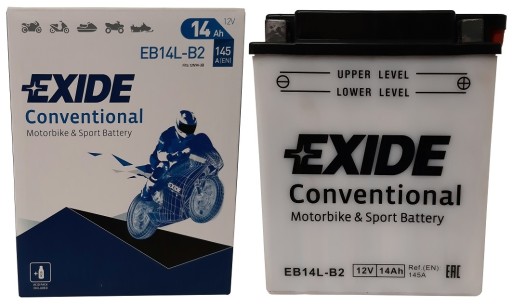 12V
14 Ah
EB14L-B2
145
A(EN)
EXIDE
Conventional
Motorbike & Sport Battery
UPPER LEVEL
LOWER LEVEL
EXIDE
Conventional
Motorbike & Sport Battery
EB14L-B2 12V 14Ah Ref.(EN)
145A
EAC